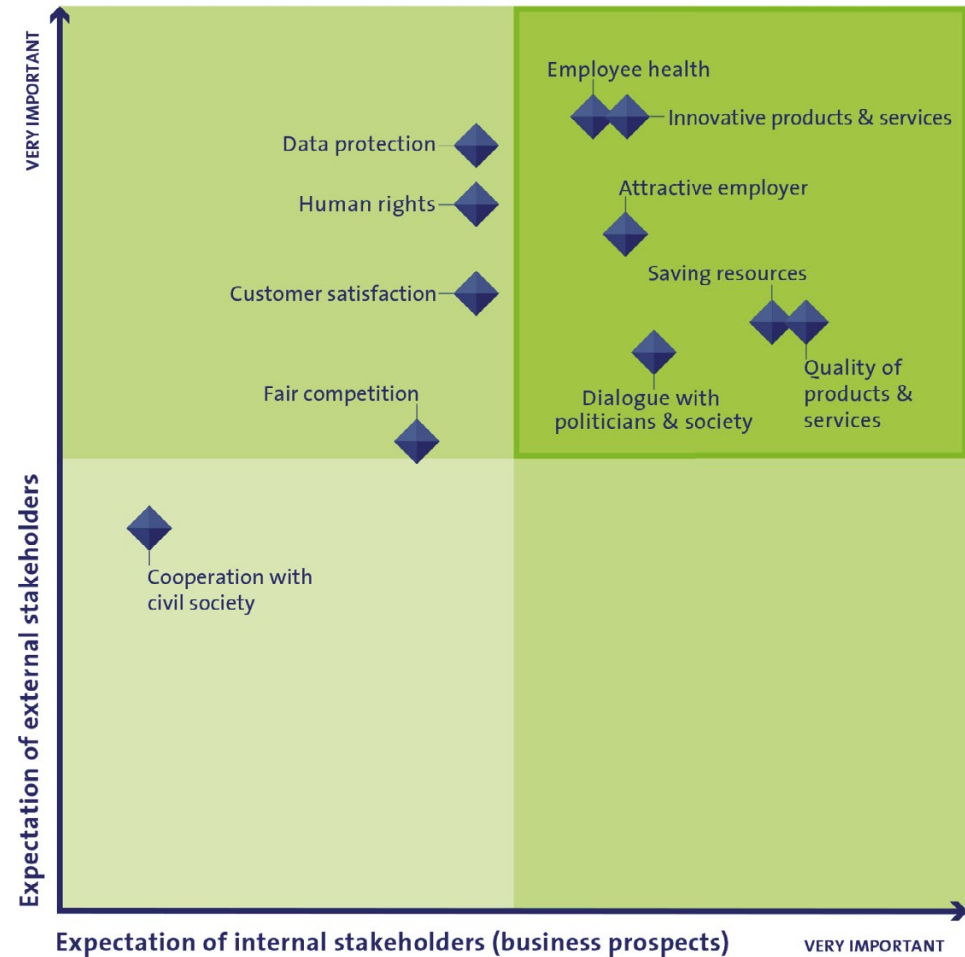 VERY IMPORTANT
Expectation of external stakeholders
Employee health
Innovative products & services
Data protection
Human rights
Attractive employer
Saving resources
Customer satisfaction
Quality of
products &
services
Dialogue with
politicians & society
Fair competition
Cooperation with
civil society
Expectation of internal stakeholders (business prospects)
VERY IMPORTANT